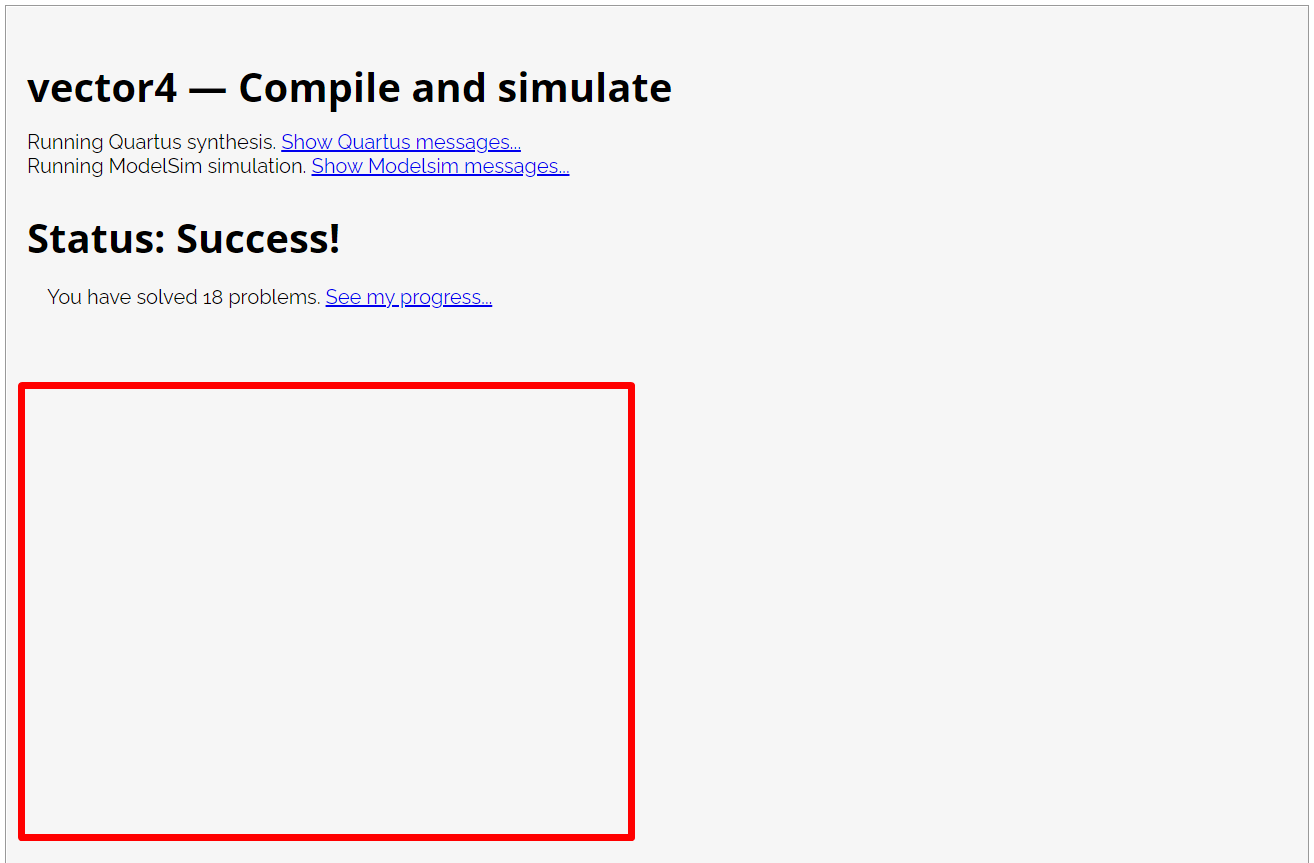 vector4 — Compile and simulate
Running Quartus synthesis. Show Quartus messages...
Running ModelSim simulation. Show Modelsim messages...
Status: Success!
You have solved 18 problems. See my progress...